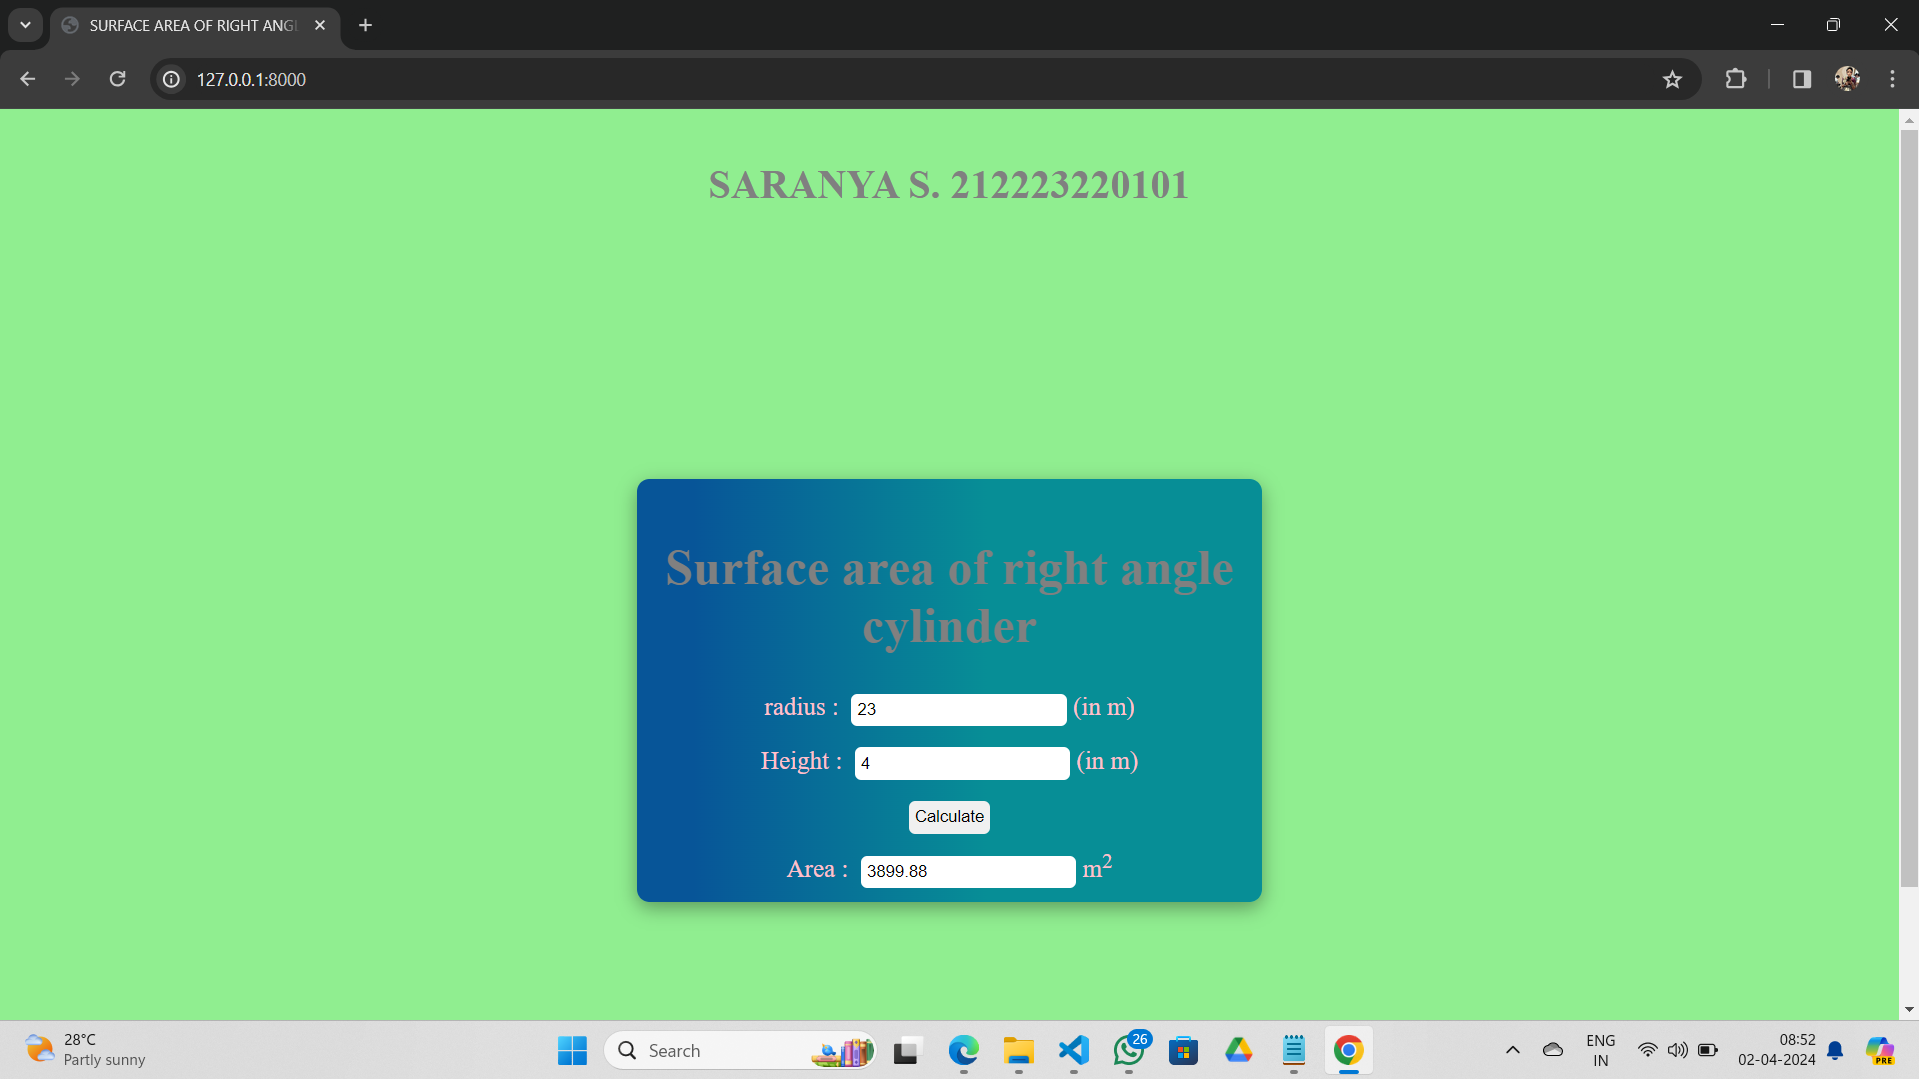 SURFACE AREA OF RIGHT ANGL
127.0.0.1:8000
SARANYA S. 212223220101
Surface area of right angle
cylinder
radius : 23 (in m)
Height : 4 (in m)
Calculate
Area : 3899.88 m²
28°C
Partly sunny
Search
26
ENG
IN
08:52
02-04-2024
PRE